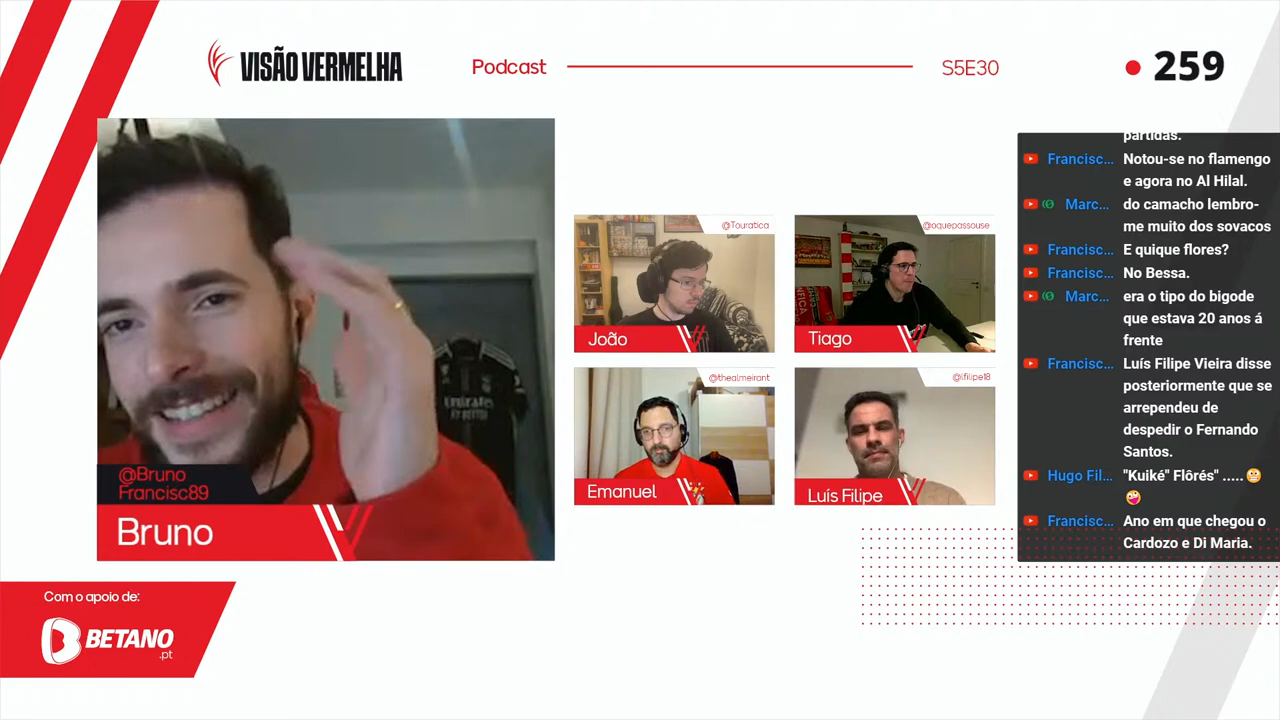 VISÃO VERMELHA
Podcast
S5E30
259
@Bruno
Francisc89
Bruno
@Touratica
João
@oquepassouse
Tiago
@thealmeirant
Emanuel
@lfilipe18
Luís Filipe
Emirates
FLY BETTER
partidas.
Francisc... Notou-se no flamengo
e agora no Al Hilal.
Marc... do camacho lembro-
me muito dos sovacos
Francisc... E quique flores?
Francisc... No Bessa.
Marc... era o tipo do bigode
que estava 20 anos á
frente
Francisc... Luís Filipe Vieira disse
posteriormente que se
arrependeu de
despedir o Fernando
Santos.
Hugo Fil... "Kuiké" Flôrés" ..... 😬
🤪
Francisc... Ano em que chegou o
Cardozo e Di Maria.
Com o apoio de:
BETANO
.pt